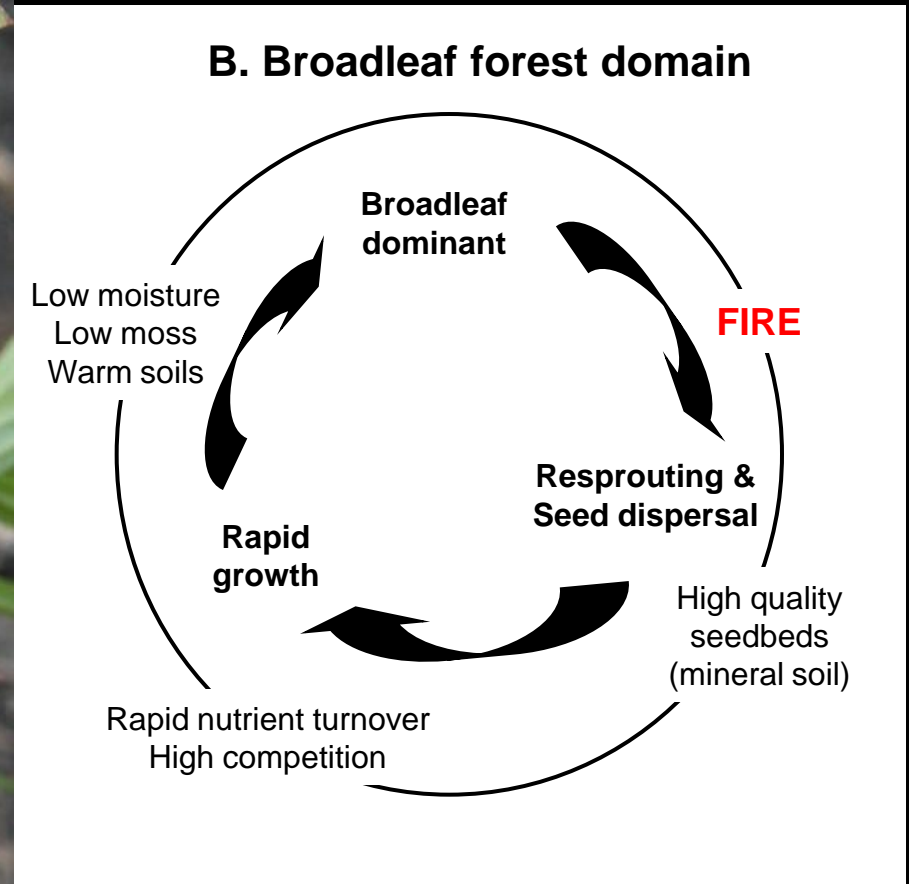 B. Broadleaf forest domain
Broadleaf
dominant
FIRE
Low moisture
Low moss
Warm soils
Resprouting &
Seed dispersal
Rapid
growth
High quality
seedbeds
(mineral soil)
Rapid nutrient turnover
High competition